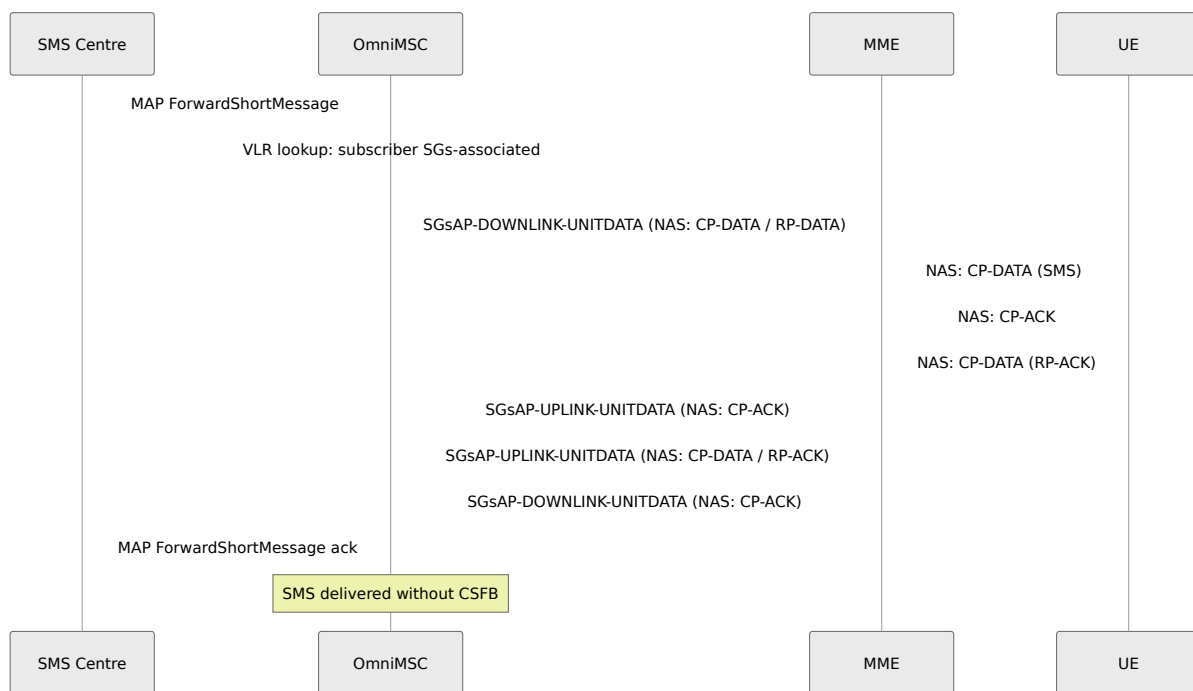 SMS Centre
OmniMSC
MME
UE
MAP ForwardShortMessage
VLR lookup: subscriber SGs-associated
SGsAP-DOWNLINK-UNITDATA (NAS: CP-DATA / RP-DATA)
NAS: CP-DATA (SMS)
NAS: CP-ACK
NAS: CP-DATA (RP-ACK)
SGsAP-UPLINK-UNITDATA (NAS: CP-ACK)
SGsAP-UPLINK-UNITDATA (NAS: CP-DATA / RP-ACK)
SGsAP-DOWNLINK-UNITDATA (NAS: CP-ACK)
MAP ForwardShortMessage ack
SMS delivered without CSFB
SMS Centre
OmniMSC
MME
UE